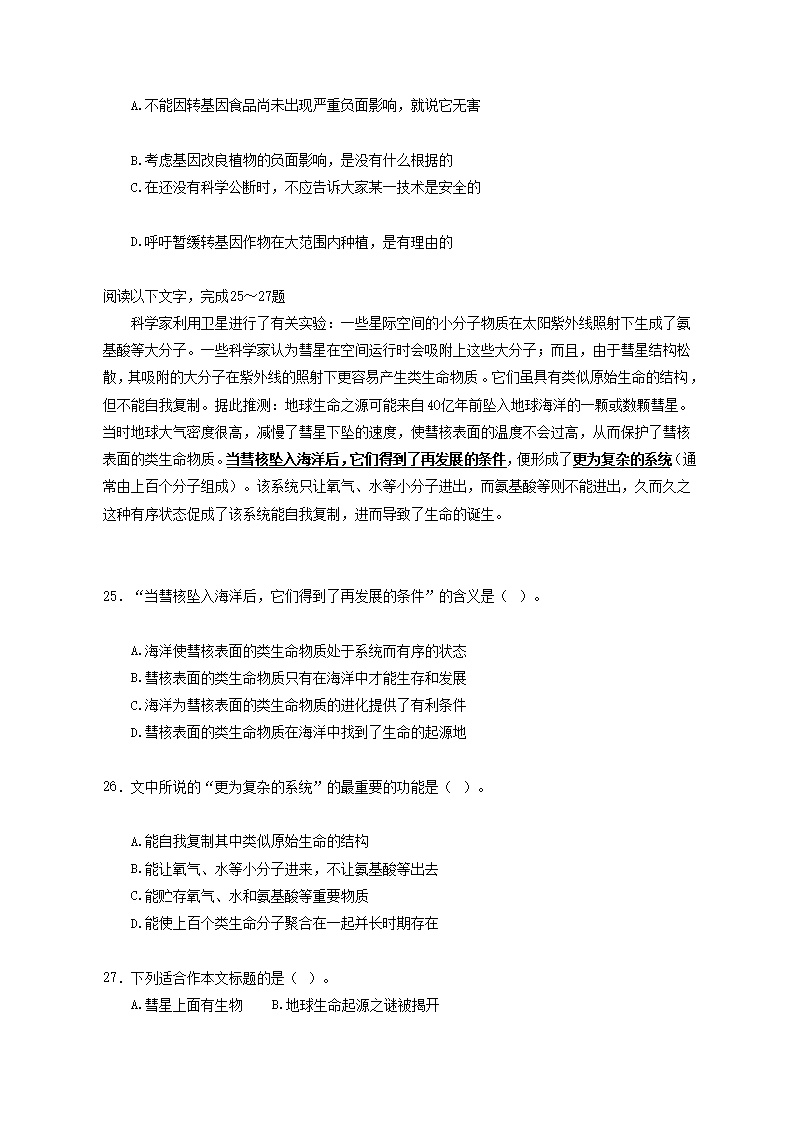 A.不能因转基因食品尚未出现严重负面影响，就说它无害
B.考虑基因改良植物的负面影响，是没有什么根据的
C.在还没有科学公断时，不应告诉大家某一技术是安全的
D.呼吁暂缓转基因作物在大范围内种植，是有理由的
阅读以下文字，完成25～27题
科学家利用卫星进行了有关实验：一些星际空间的小分子物质在太阳紫外线照射下生成了氨
基酸等大分子。一些科学家认为彗星在空间运行时会吸附上这些大分子；而且，由于彗星结构松
散，其吸附的大分子在紫外线的照射下更容易产生类生命物质。它们虽具有类似原始生命的结构，
但不能自我复制。据此推测：地球生命之源可能来自40亿年前坠入地球海洋的一颗或数颗彗星。
当时地球大气密度很高，减慢了彗星下坠的速度，使彗核表面的温度不会过高，从而保护了彗核
表面的类生命物质。当彗核坠入海洋后，它们得到了再发展的条件，便形成了更为复杂的系统（通
常由上百个分子组成）。该系统只让氧气、水等小分子进出，而氨基酸等则不能进出，久而久之
这种有序状态促成了该系统能自我复制，进而导致了生命的诞生。
25．“当彗核坠入海洋后，它们得到了再发展的条件”的含义是（ ）。
A.海洋使彗核表面的类生命物质处于系统而有序的状态
B.彗核表面的类生命物质只有在海洋中才能生存和发展
C.海洋为彗核表面的类生命物质的进化提供了有利条件
D.彗核表面的类生命物质在海洋中找到了生命的起源地
26．文中所说的“更为复杂的系统”的最重要的功能是（ ）。
A.能自我复制其中类似原始生命的结构
B.能让氧气、水等小分子进来，不让氨基酸等出去
C.能贮存氧气、水和氨基酸等重要物质
D.能使上百个类生命分子聚合在一起并长时期存在
27．下列适合作本文标题的是（ ）。
A.彗星上面有生物 B.地球生命起源之谜被揭开